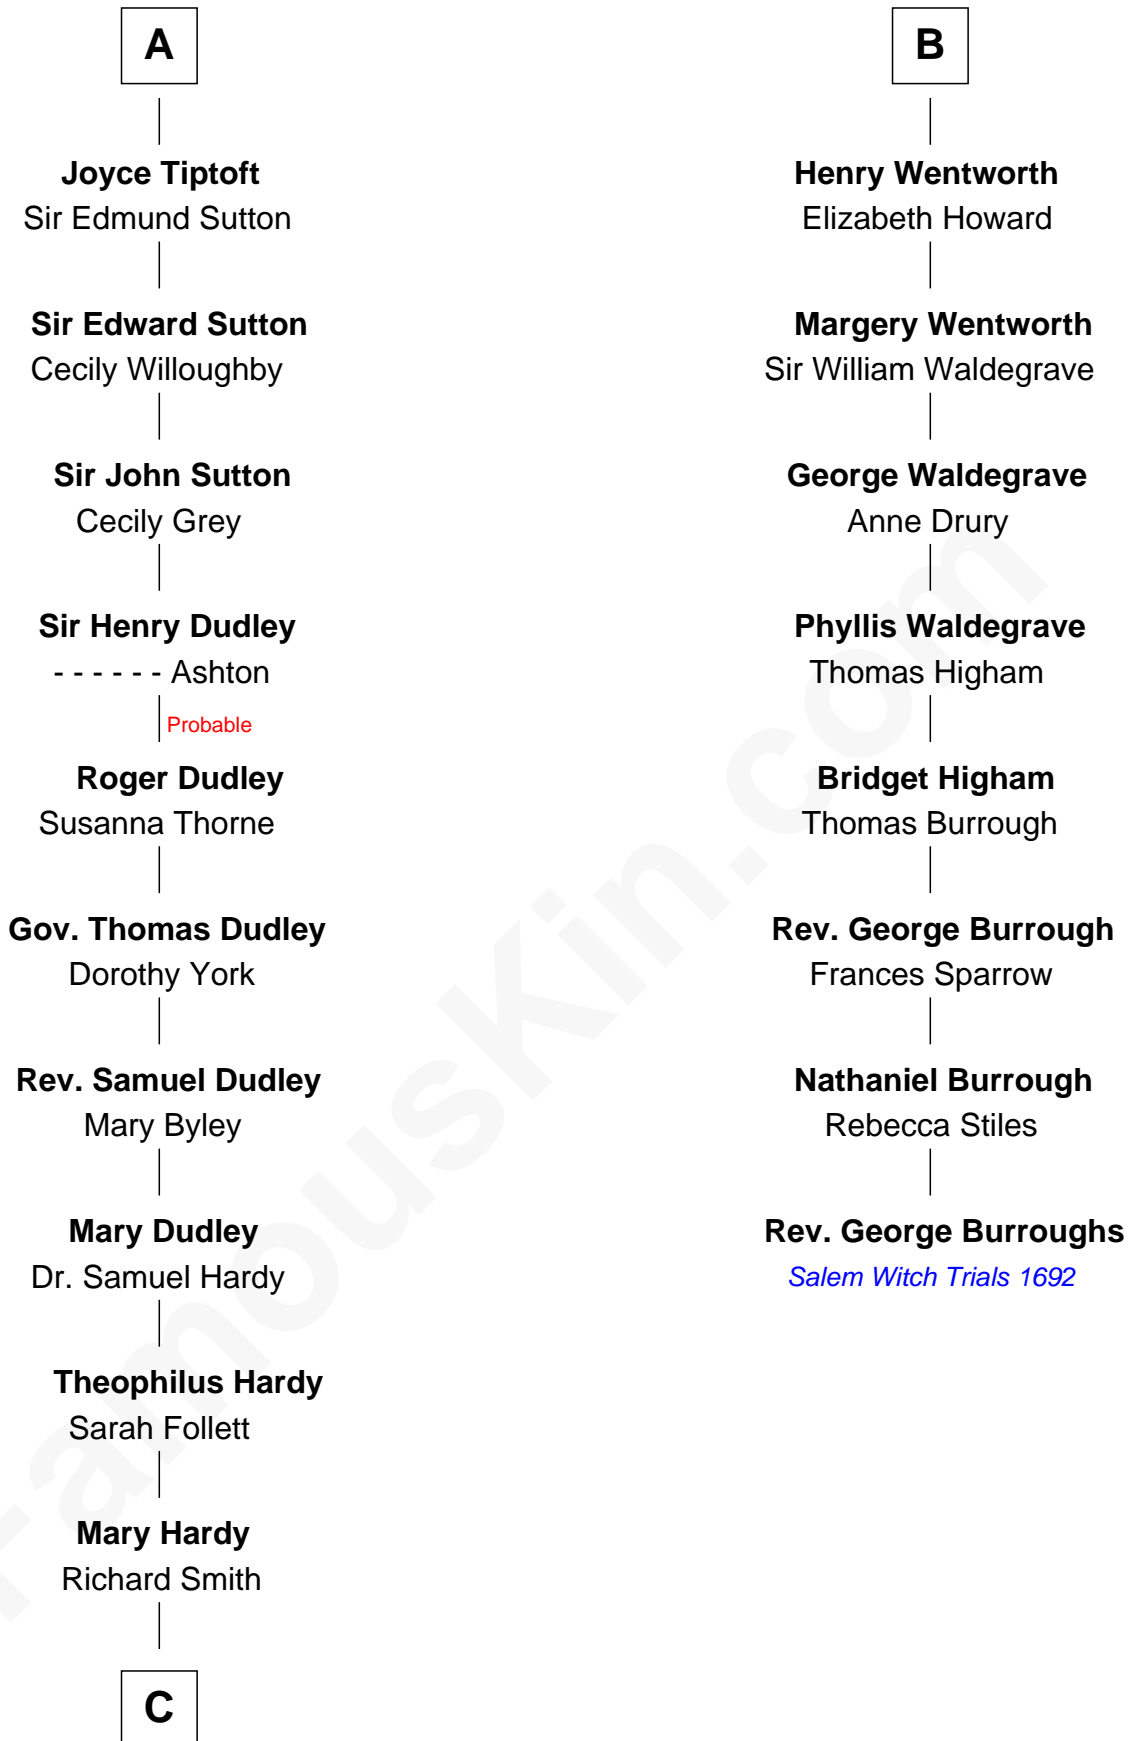 A
Joyce Tiptoft
Sir Edmund Sutton
Sir Edward Sutton
Cecily Willoughby
Sir John Sutton
Cecily Grey
Sir Henry Dudley
- - - - - - Ashton
Probable
Roger Dudley
Susanna Thorne
Gov. Thomas Dudley
Dorothy York
Rev. Samuel Dudley
Mary Byley
Mary Dudley
Dr. Samuel Hardy
Theophilus Hardy
Sarah Follett
Mary Hardy
Richard Smith
C
B
Henry Wentworth
Elizabeth Howard
Margery Wentworth
Sir William Waldegrave
George Waldegrave
Anne Drury
Phyllis Waldegrave
Thomas Higham
Bridget Higham
Thomas Burrough
Rev. George Burrough
Frances Sparrow
Nathaniel Burrough
Rebecca Stiles
Rev. George Burroughs
Salem Witch Trials 1692
FamousKin.com